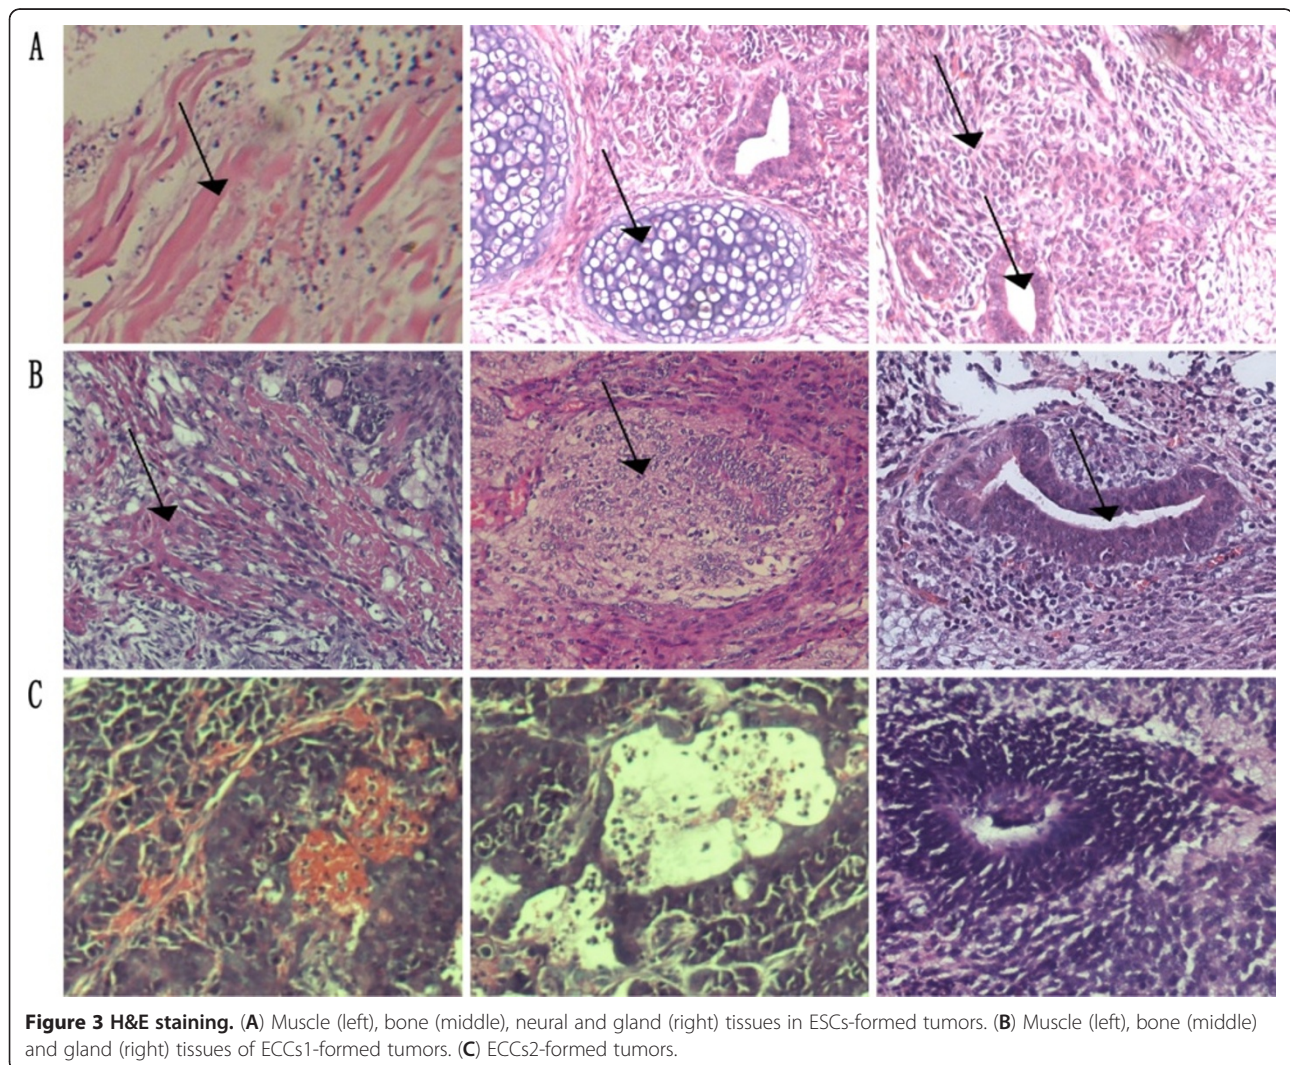 A
B
C
Figure 3 H&E staining. (A) Muscle (left), bone (middle), neural and gland (right) tissues in ESCs-formed tumors. (B) Muscle (left), bone (middle)
and gland (right) tissues of ECCs1-formed tumors. (C) ECCs2-formed tumors.